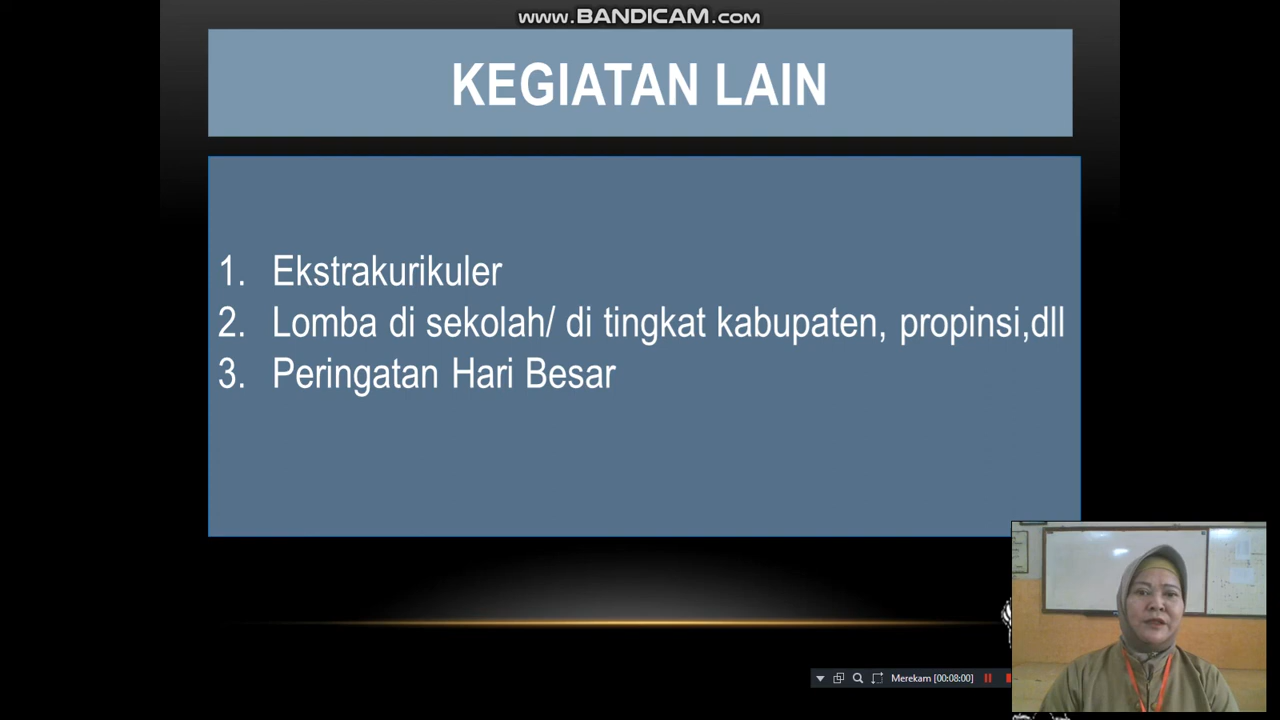 www.BANDICAM.com
KEGIATAN LAIN
1. Ekstrakurikuler
2. Lomba di sekolah/ di tingkat kabupaten, propinsi,dll
3. Peringatan Hari Besar
Merekam [00:08:00]